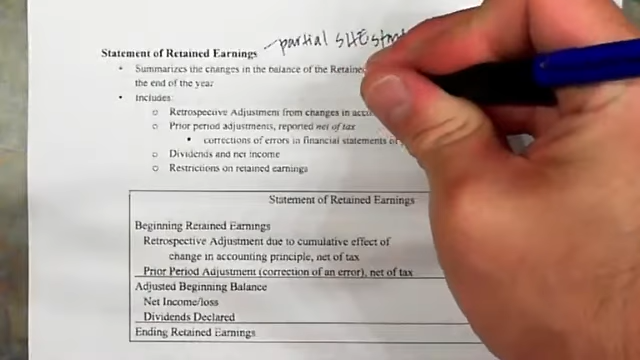 Statement of Retained Earnings - partial SHE
Summarizes the changes in the balance of the Retained
the end of the year
Includes:
Retrospective Adjustment from changes in
Prior period adjustments, reported net of tax
corrections of errors in financial statements
Dividends and net income
Restrictions on retained earnings
Statement of Retained Earnings
Beginning Retained Earnings
Retrospective Adjustment due to cumulative effect of
change in accounting principle, net of tax
Prior Period Adjustment (correction of an error), net of tax
Adjusted Beginning Balance
Net Income/loss
Dividends Declared
Ending Retained Earnings